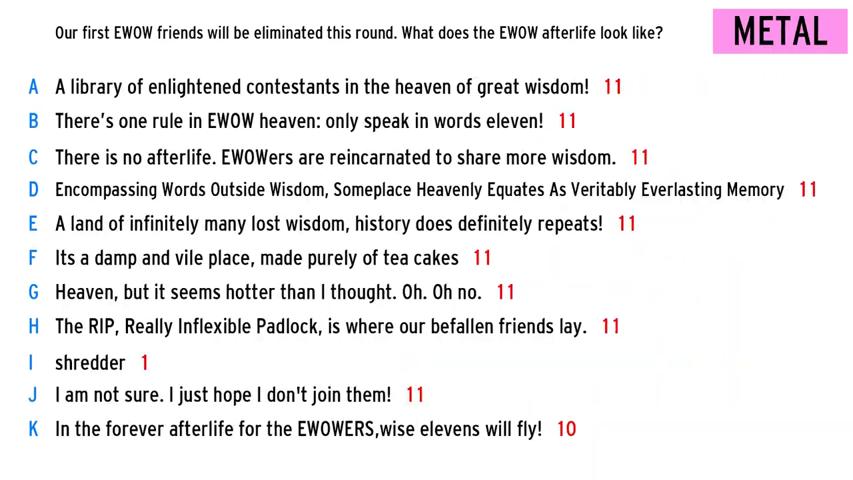 Our first EWOW friends will be eliminated this round. What does the EWOW afterlife look like?
METAL
A A library of enlightened contestants in the heaven of great wisdom! 11
B There's one rule in EWOW heaven: only speak in words eleven! 11
C There is no afterlife. EWOWers are reincarnated to share more wisdom. 11
D Encompassing Words Outside Wisdom, Someplace Heavenly Equates As Veritably Everlasting Memory 11
E A land of infinitely many lost wisdom, history does definitely repeats! 11
F Its a damp and vile place, made purely of tea cakes 11
G Heaven, but it seems hotter than I thought. Oh. Oh no. 11
H The RIP, Really Inflexible Padlock, is where our befallen friends lay. 11
I shredder 1
J I am not sure. I just hope I don't join them! 11
K In the forever afterlife for the EWOWERS,wise elevens will fly! 10